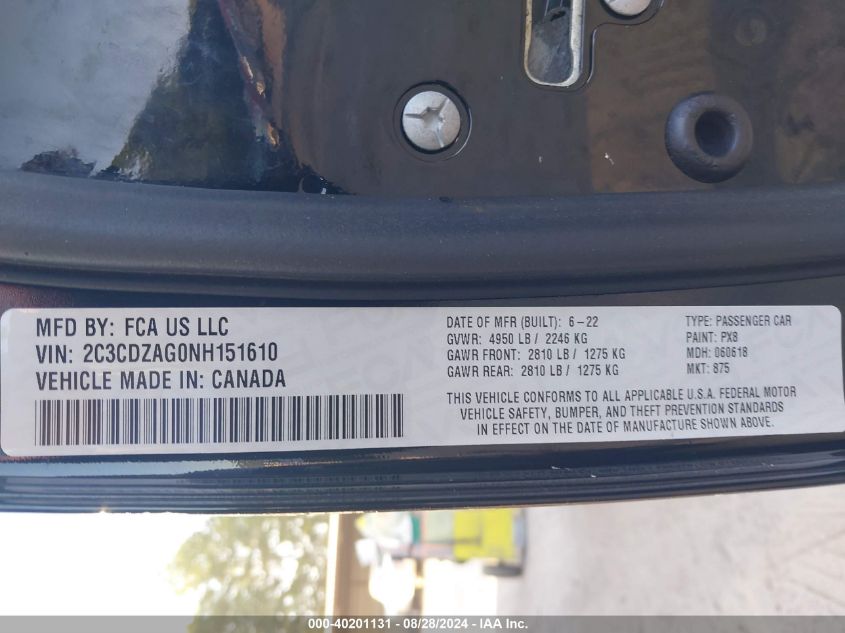 MFD BY: FCA US LLC
VIN: 2C3CDZAG0NH151610
VEHICLE MADE IN: CANADA
DATE OF MFR (BUILT): 6-22
GVWR: 4950 LB / 2246 KG
GAWR FRONT: 2810 LB / 1275 KG
GAWR REAR: 2810 LB / 1275 KG
TYPE: PASSENGER CAR
PAINT: PX8
MDH: 060618
MKT: 875
THIS VEHICLE CONFORMS TO ALL APPLICABLE U.S.A. FEDERAL MOTOR
VEHICLE SAFETY, BUMPER, AND THEFT PREVENTION STANDARDS
IN EFFECT ON THE DATE OF MANUFACTURE SHOWN ABOVE.
000-40201131 - 08/28/2024 - IAA Inc.